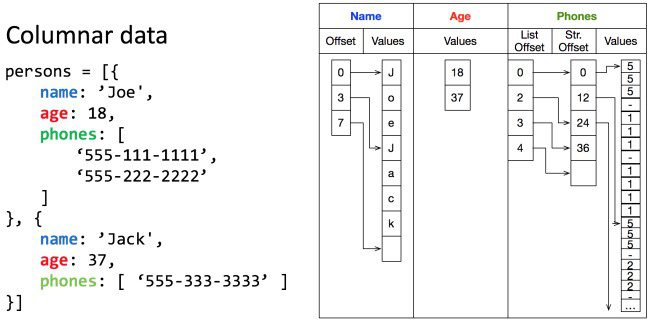 Columnar data
persons = [{
name: ’Joe',
age: 18,
phones: [
‘555-111-1111’,
‘555-222-2222’
]
}, {
name: ’Jack',
age: 37,
phones: [ ‘555-333-3333’ ]
}]
Name Age Phones
Offset Values Values List Offset Str. Offset Values
0
3
7
J
o
e
J
a
c
k
18
37
0
2
3
4
0
12
24
36
5
5
5
-
1
1
1
-
1
1
1
1
5
5
5
-
2
2
2
-
...